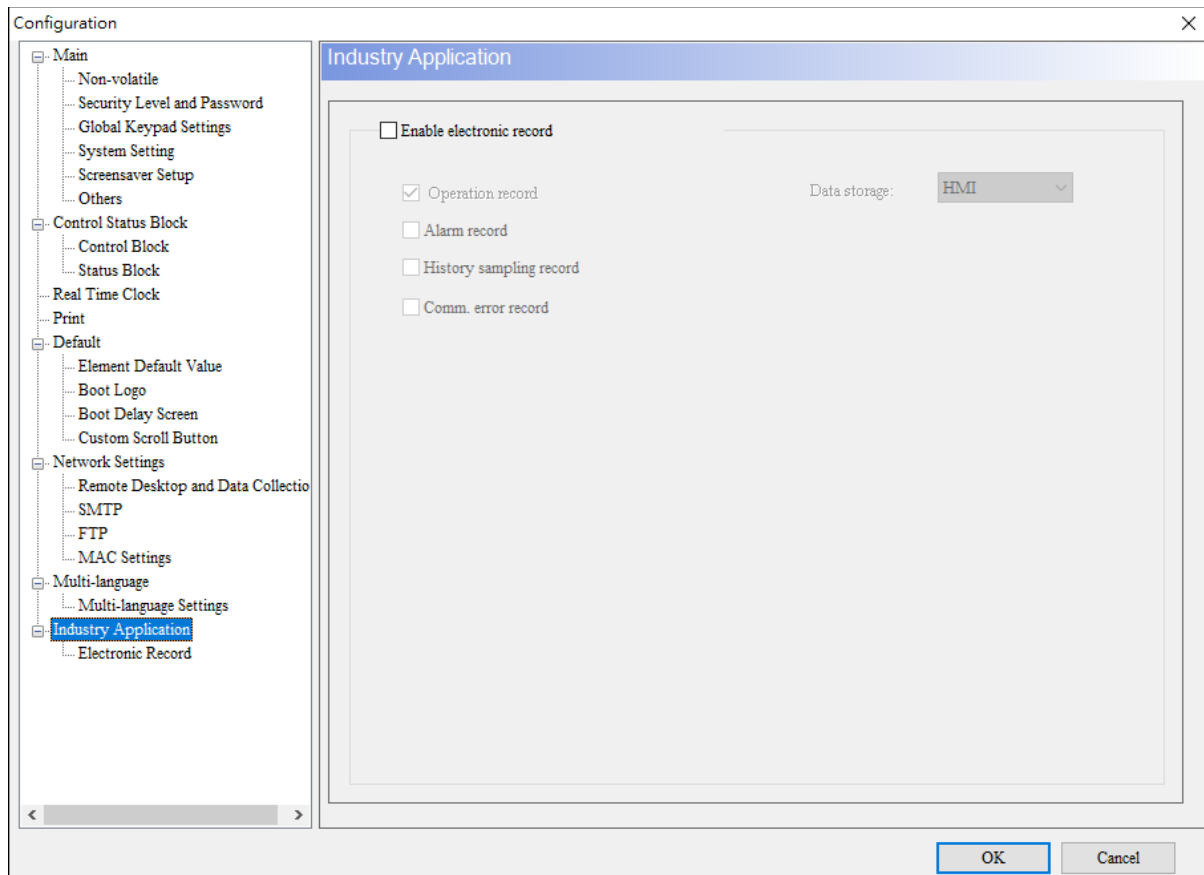 Configuration
Main
Non-volatile
Security Level and Password
Global Keypad Settings
System Setting
Screensaver Setup
Others
Control Status Block
Control Block
Status Block
Real Time Clock
Print
Default
Element Default Value
Boot Logo
Boot Delay Screen
Custom Scroll Button
Network Settings
Remote Desktop and Data Collectio
SMTP
FTP
MAC Settings
Multi-language
Multi-language Settings
Industry Application
Electronic Record
Industry Application
Enable electronic record
Operation record
Data storage:
HMI
Alarm record
History sampling record
Comm. error record
OK
Cancel